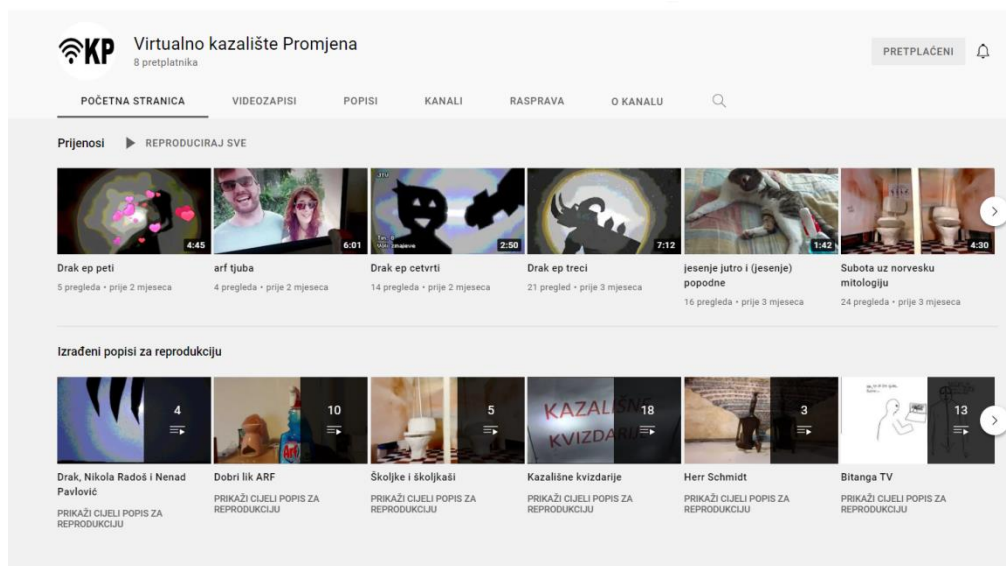 KP
Virtualno kazalište Promjena
8 pretplatnika
PRETPLAĆENI
POČETNA STRANICA VIDEOZAPISI POPISI KANALI RASPRAVA O KANALU
Prijenosi REPRODUCIRAJ SVE
4:45 6:01 2:50 7:12 1:42 4:30
Drak ep peti
5 pregleda • prije 2 mjeseca
arf tjuba
4 pregleda • prije 2 mjeseca
Drak ep cetvrti
14 pregleda • prije 2 mjeseca
Drak ep treci
21 pregled • prije 3 mjeseca
jesenje jutro i (jesenje)
popodne
16 pregleda • prije 3 mjeseca
Subota uz norvesku
mitologiju
24 pregleda • prije 3 mjeseca
Izrađeni popisi za reprodukciju
4
Drak, Nikola Radoš i Nenad
Pavlović
PRIKAŽI CIJELI POPIS ZA
REPRODUKCIJU
Arf
10
Dobri lik ARF
PRIKAŽI CIJELI POPIS ZA
REPRODUKCIJU
5
Školjke i školjkaši
PRIKAŽI CIJELI POPIS ZA
REPRODUKCIJU
KAZALIŠNE
KVIZDARIJE
18
Kazališne kvizdarije
PRIKAŽI CIJELI POPIS ZA
REPRODUKCIJU
3
Herr Schmidt
PRIKAŽI CIJELI POPIS ZA
REPRODUKCIJU
13
Bitanga TV
PRIKAŽI CIJELI POPIS ZA
REPRODUKCIJU